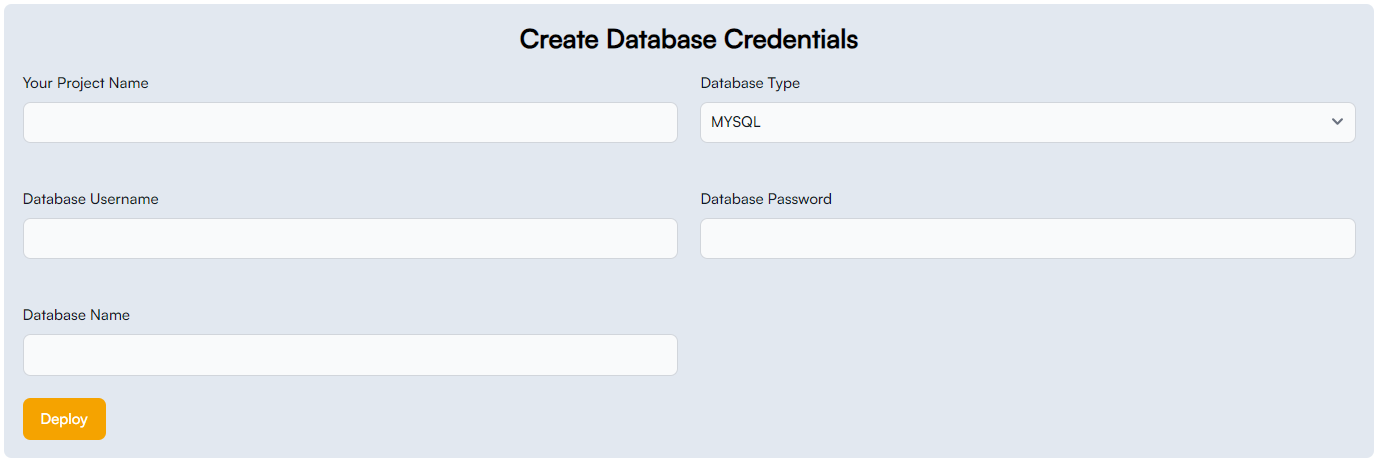 Create Database Credentials
Your Project Name
Database Type
MYSQL
Database Username
Database Password
Database Name
Deploy